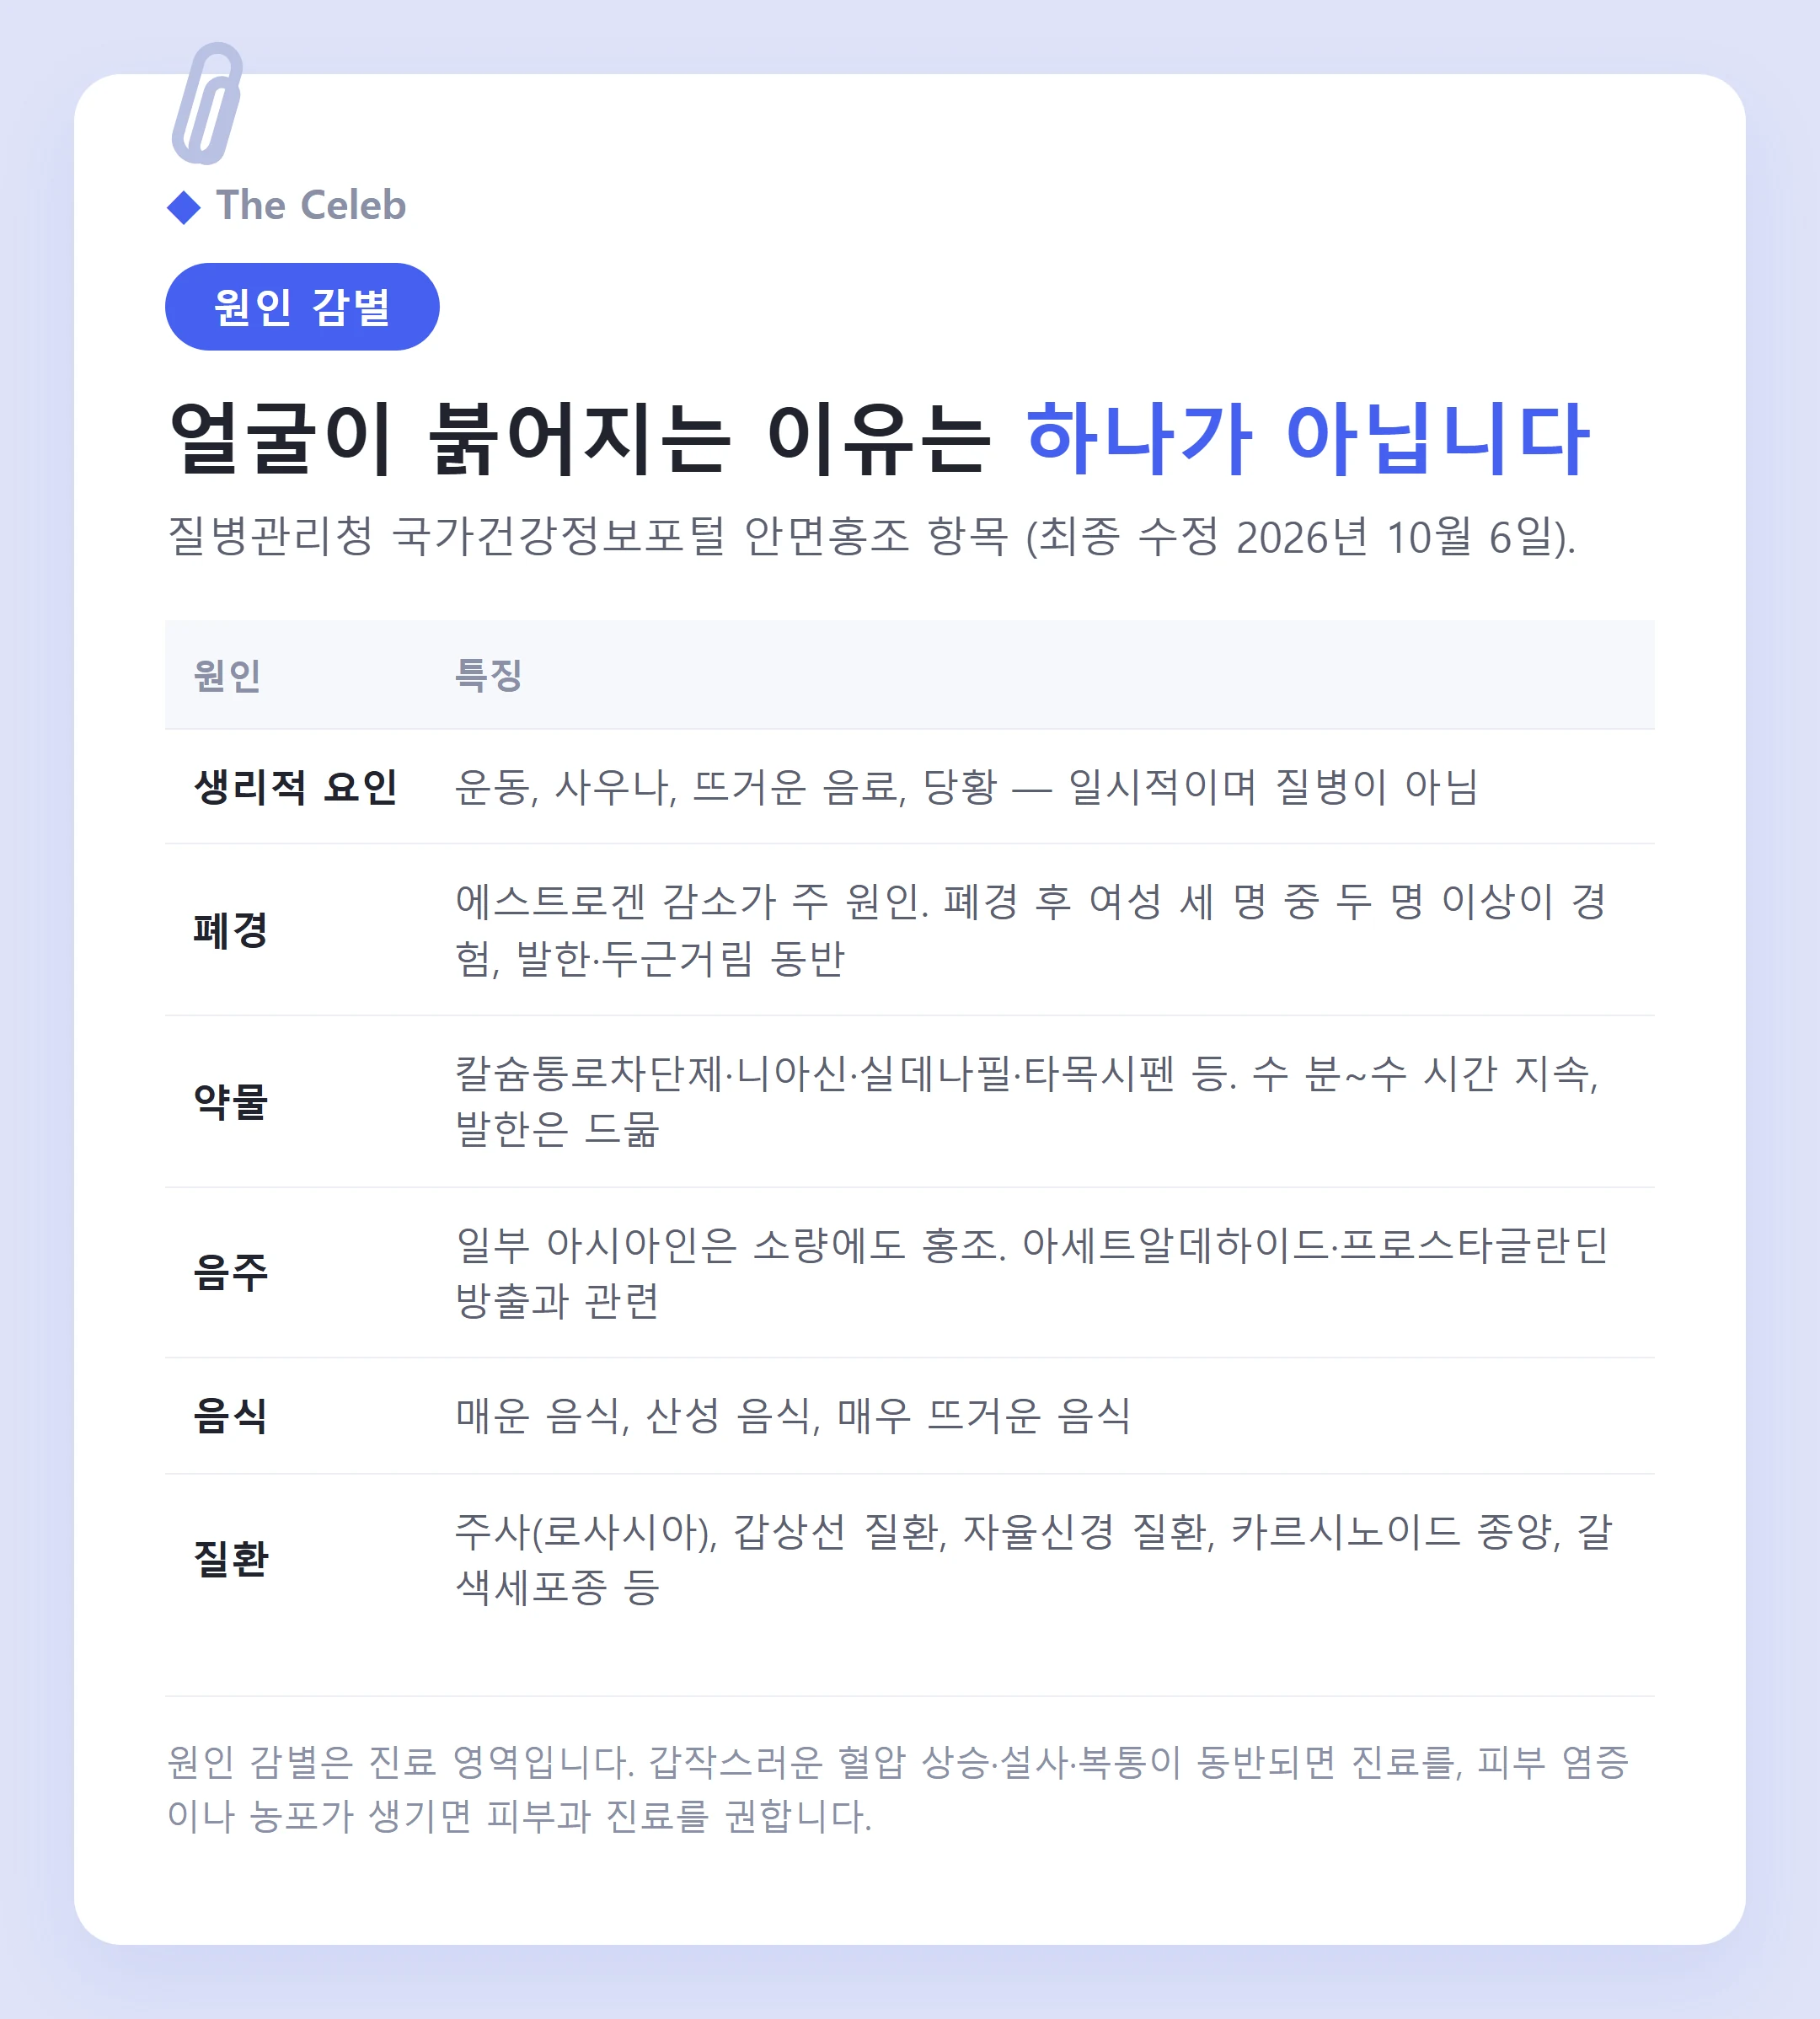 The Celeb
원인 감별
얼굴이 붉어지는 이유는 하나가 아닙니다
질병관리청 국가건강정보포털 안면홍조 항목 (최종 수정 2026년 10월 6일).
원인 특징
생리적 요인 운동, 사우나, 뜨거운 음료, 당황 — 일시적이며 질병이 아님
폐경 에스트로겐 감소가 주 원인. 폐경 후 여성 세 명 중 두 명 이상이 경
험, 발한·두근거림 동반
약물 칼슘통로차단제·니아신·실데나필·타목시펜 등. 수 분~수 시간 지속,
발한은 드묾
음주 일부 아시아인은 소량에도 홍조. 아세트알데하이드·프로스타글란딘
방출과 관련
음식 매운 음식, 산성 음식, 매우 뜨거운 음식
질환 주사(로사시아), 갑상선 질환, 자율신경 질환, 카르시노이드 종양, 갈
색세포종 등
원인 감별은 진료 영역입니다. 갑작스러운 혈압 상승·설사·복통이 동반되면 진료를, 피부 염증
이나 농포가 생기면 피부과 진료를 권합니다.